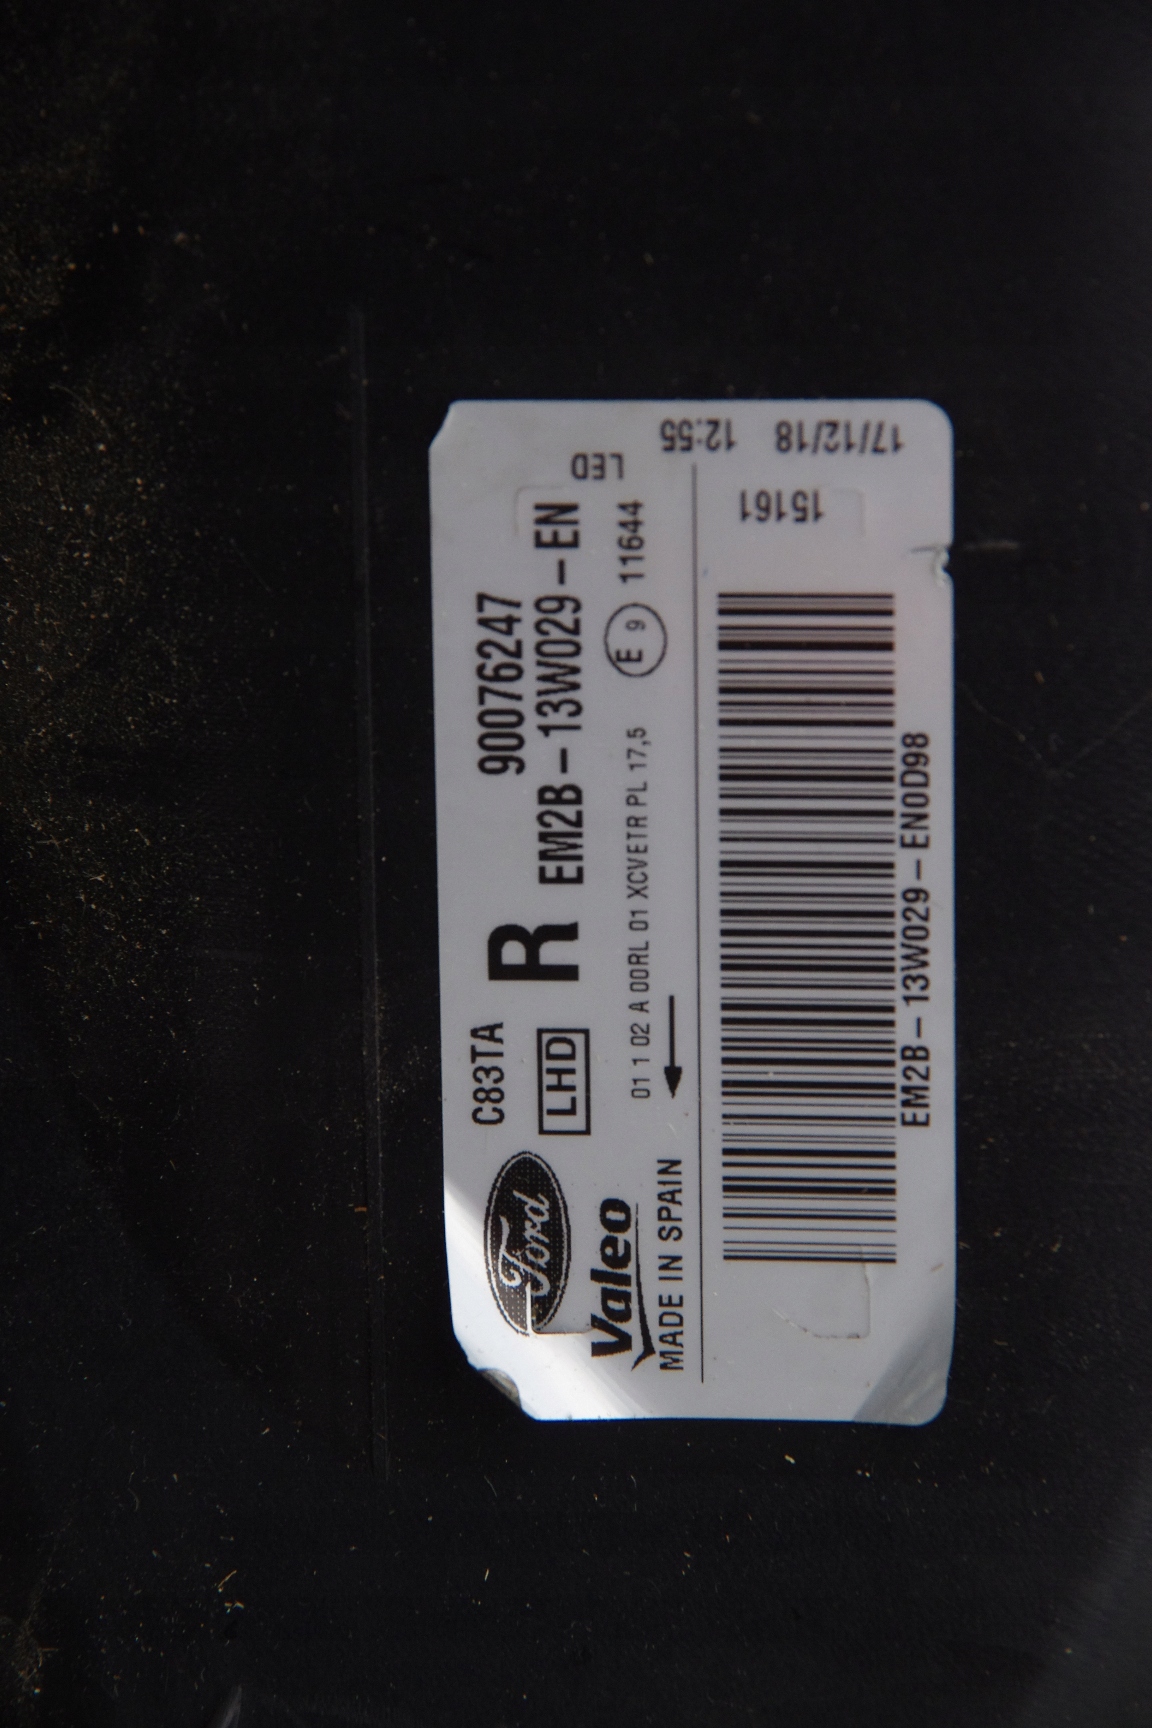 C83TA 90076247
Ford
LHD R EM2B-13W029-EN
LED
Valeo
01 1 02 A 00RL 01 XCVETR PL 17,5 E 9 11644
MADE IN SPAIN
12:55
17/12/18
15161
EM2B-13W029-EN0D98